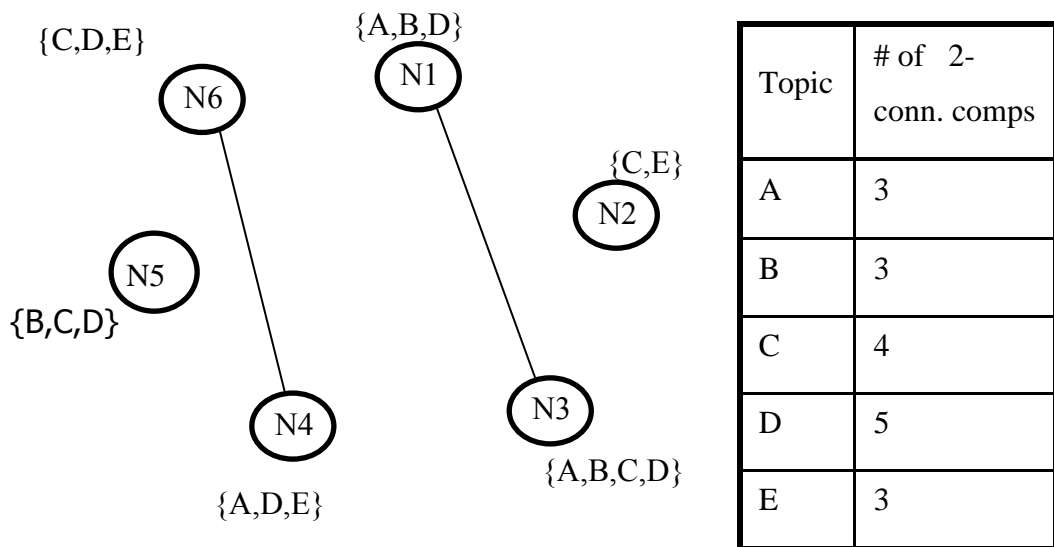 {A,B,D}
{C,D,E}
N1
N6
{C,E}
N2
N5
{B,C,D}
N3
N4
{A,B,C,D}
{A,D,E}
Topic # of 2-
conn. comps
A 3
B 3
C 4
D 5
E 3